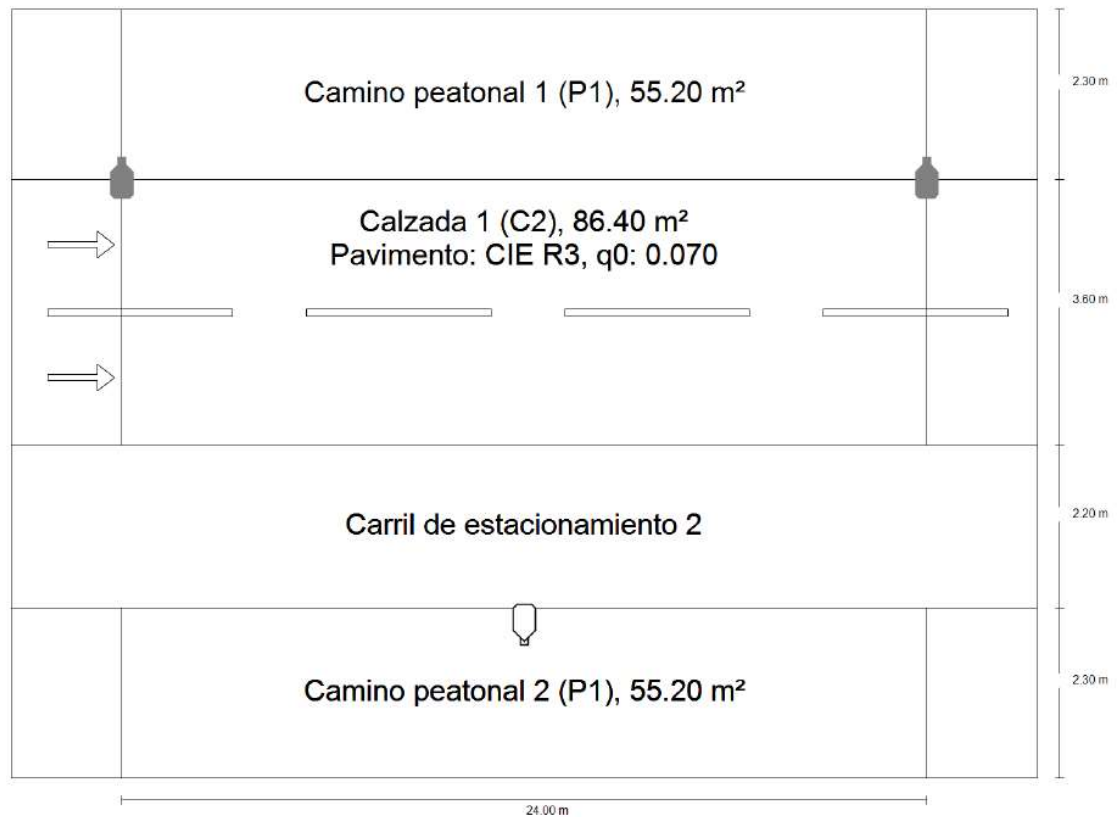 Camino peatonal 1 (P1), 55.20 m²
2.30 m
Calzada 1 (C2), 86.40 m²
Pavimento: CIE R3, q0: 0.070
3.60 m
Carril de estacionamiento 2
2.20 m
Camino peatonal 2 (P1), 55.20 m²
2.30 m
24.00 m